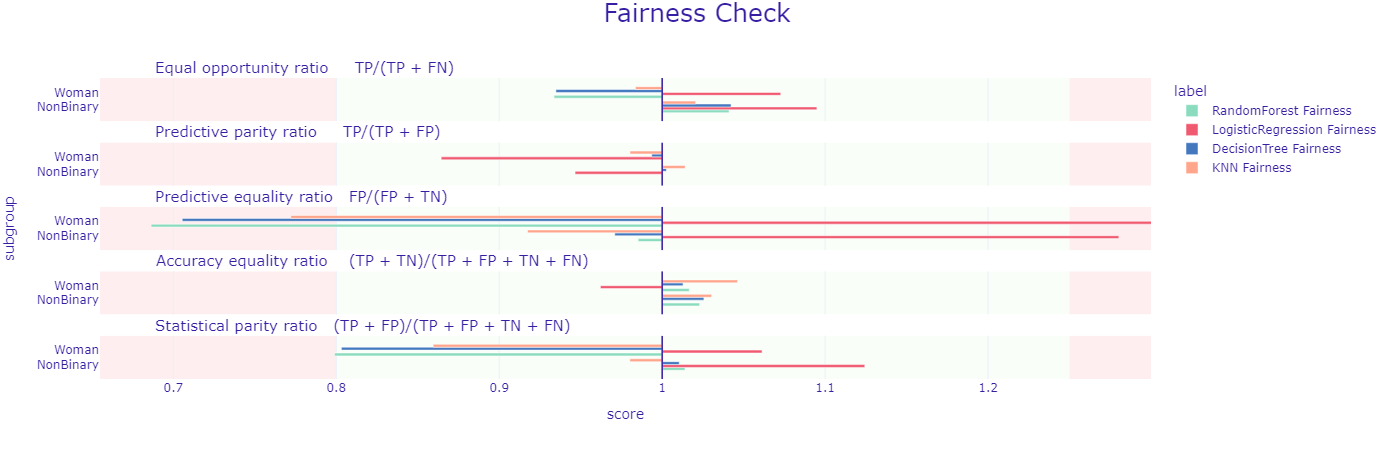 Fairness Check
Equal opportunity ratio TP/(TP + FN)
Woman
NonBinary
Predictive parity ratio TP/(TP + FP)
Woman
NonBinary
Predictive equality ratio FP/(FP + TN)
Woman
NonBinary
Accuracy equality ratio (TP + TN)/(TP + FP + TN + FN)
Woman
NonBinary
Statistical parity ratio (TP + FP)/(TP + FP + TN + FN)
Woman
NonBinary
0.7 0.8 0.9 1 1.1 1.2
score
subgroup
label
RandomForest Fairness
LogisticRegression Fairness
DecisionTree Fairness
KNN Fairness